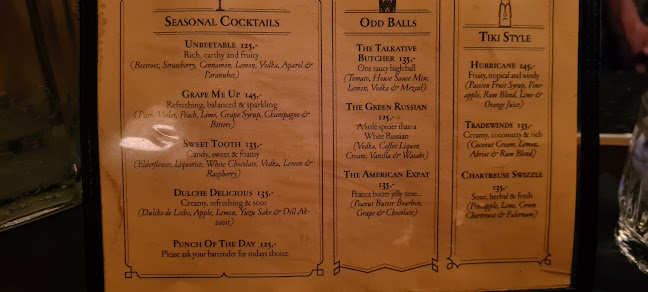 SEASONAL COCKTAILS
UNBEETABLE 125,-
Rich, earthy and fruity
(Beetroot, Strawberry, Cinnamon, Lemon, Vodka, Aperol &
Paranubes)
GRAPE ME UP 145,-
Refreshing, balanced & sparkling
Violet, Peach, Lime, Grape Syrup, Champagne &
Bitters)
SWEET TOOTH 135,-
Candy, sweet & foamy
(Elderflower, Liquorice, White Chocolate, Vodka, Lemon &
Raspberry)
DULCHE DELICIOUS 135,-
Creamy, refreshing & sour
(Dulche de Leche, Apple, Lemon, Yuzu Sake & Dill Ak-
vavit)
PUNCH OF THE DAY 125,-
Please ask your bartender for todays choice
ODD BALLS
THE TALKATIVE
BUTCHER 135,-
One saucy high ball
(Tomato, House Sauce Mix,
Lemon, Vodka & Mezcal)
THE GREEN RUSSIAN
125,-
A little spicier than a
White Russian
(Vodka, Coffee Liquor,
Cream, Vanilla & Wasabi)
THE AMERICAN EXPAT
135,-
Peanut butter jelly time...
(Peanut Butter Bourbon,
Grape & Chocolate)
TIKI STYLE
HURRICANE 145,-
Fruity, tropical and windy
(Passion Fruit Syrup, Pine-
apple, Rum Blend, Lime &
Orange Juice)
TRADEWINDS 135,-
Creamy, coconutty & rich
(Coconut Cream, Lemon,
Abriot & Rum Blend)
CHARTREUSE SWIZZLE
135,-
Sour, herbal & fresh
(Pineapple, Lime, Green
Chartreuse & Falernum)